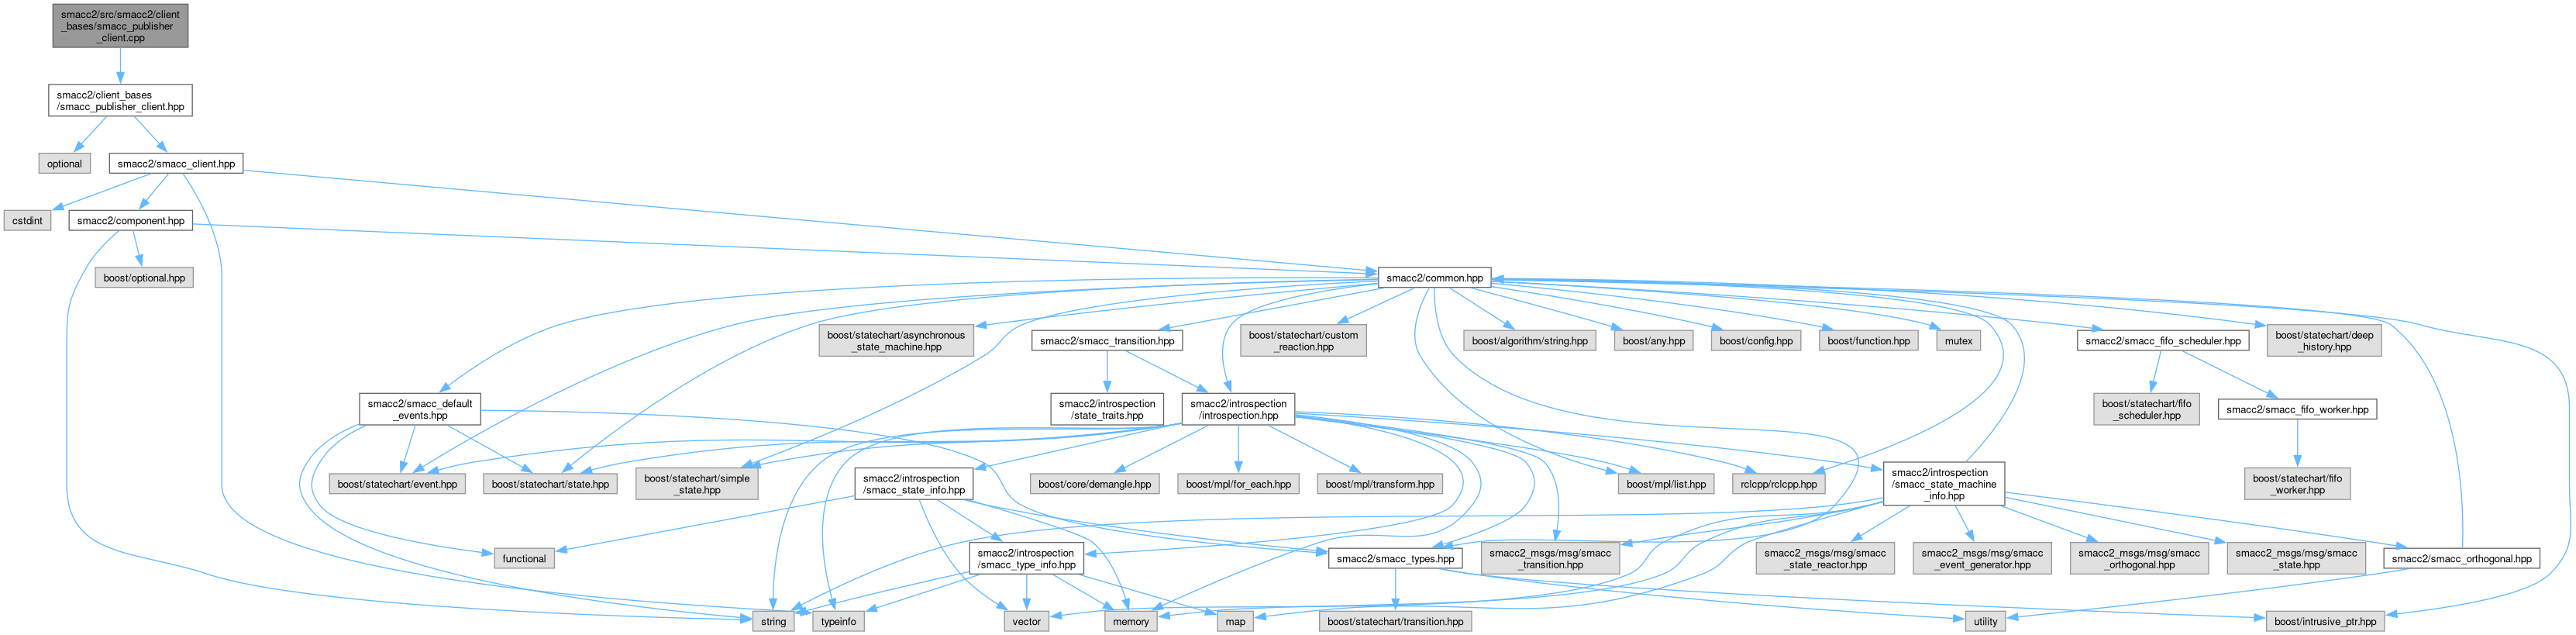 smacc2/src/smacc2/client
_bases/smacc_publisher
_client.cpp
smacc2/client_bases
/smacc_publisher_client.hpp
optional
smacc2/smacc_client.hpp
cstdint
smacc2/component.hpp
boost/optional.hpp
smacc2/common.hpp
boost/statechart/asynchronous
_state_machine.hpp
smacc2/smacc_transition.hpp
boost/statechart/custom
_reaction.hpp
boost/algorithm/string.hpp
boost/any.hpp
boost/config.hpp
boost/function.hpp
mutex
smacc2/smacc_fifo_scheduler.hpp
boost/statechart/deep
_history.hpp
smacc2/smacc_default
_events.hpp
smacc2/introspection
/state_traits.hpp
smacc2/introspection
/introspection.hpp
boost/statechart/fifo
_scheduler.hpp
smacc2/smacc_fifo_worker.hpp
boost/statechart/event.hpp
boost/statechart/state.hpp
boost/statechart/simple
_state.hpp
smacc2/introspection
/smacc_state_info.hpp
boost/core/demangle.hpp
boost/mpl/for_each.hpp
boost/mpl/transform.hpp
boost/mpl/list.hpp
rclcpp/rclcpp.hpp
smacc2/introspection
/smacc_state_machine
_info.hpp
boost/statechart/fifo
_worker.hpp
functional
smacc2/introspection
/smacc_type_info.hpp
smacc2/smacc_types.hpp
smacc2_msgs/msg/smacc
_transition.hpp
smacc2_msgs/msg/smacc
_state_reactor.hpp
smacc2_msgs/msg/smacc
_event_generator.hpp
smacc2_msgs/msg/smacc
_orthogonal.hpp
smacc2_msgs/msg/smacc
_state.hpp
smacc2/smacc_orthogonal.hpp
string
typeinfo
vector
memory
map
boost/statechart/transition.hpp
utility
boost/intrusive_ptr.hpp